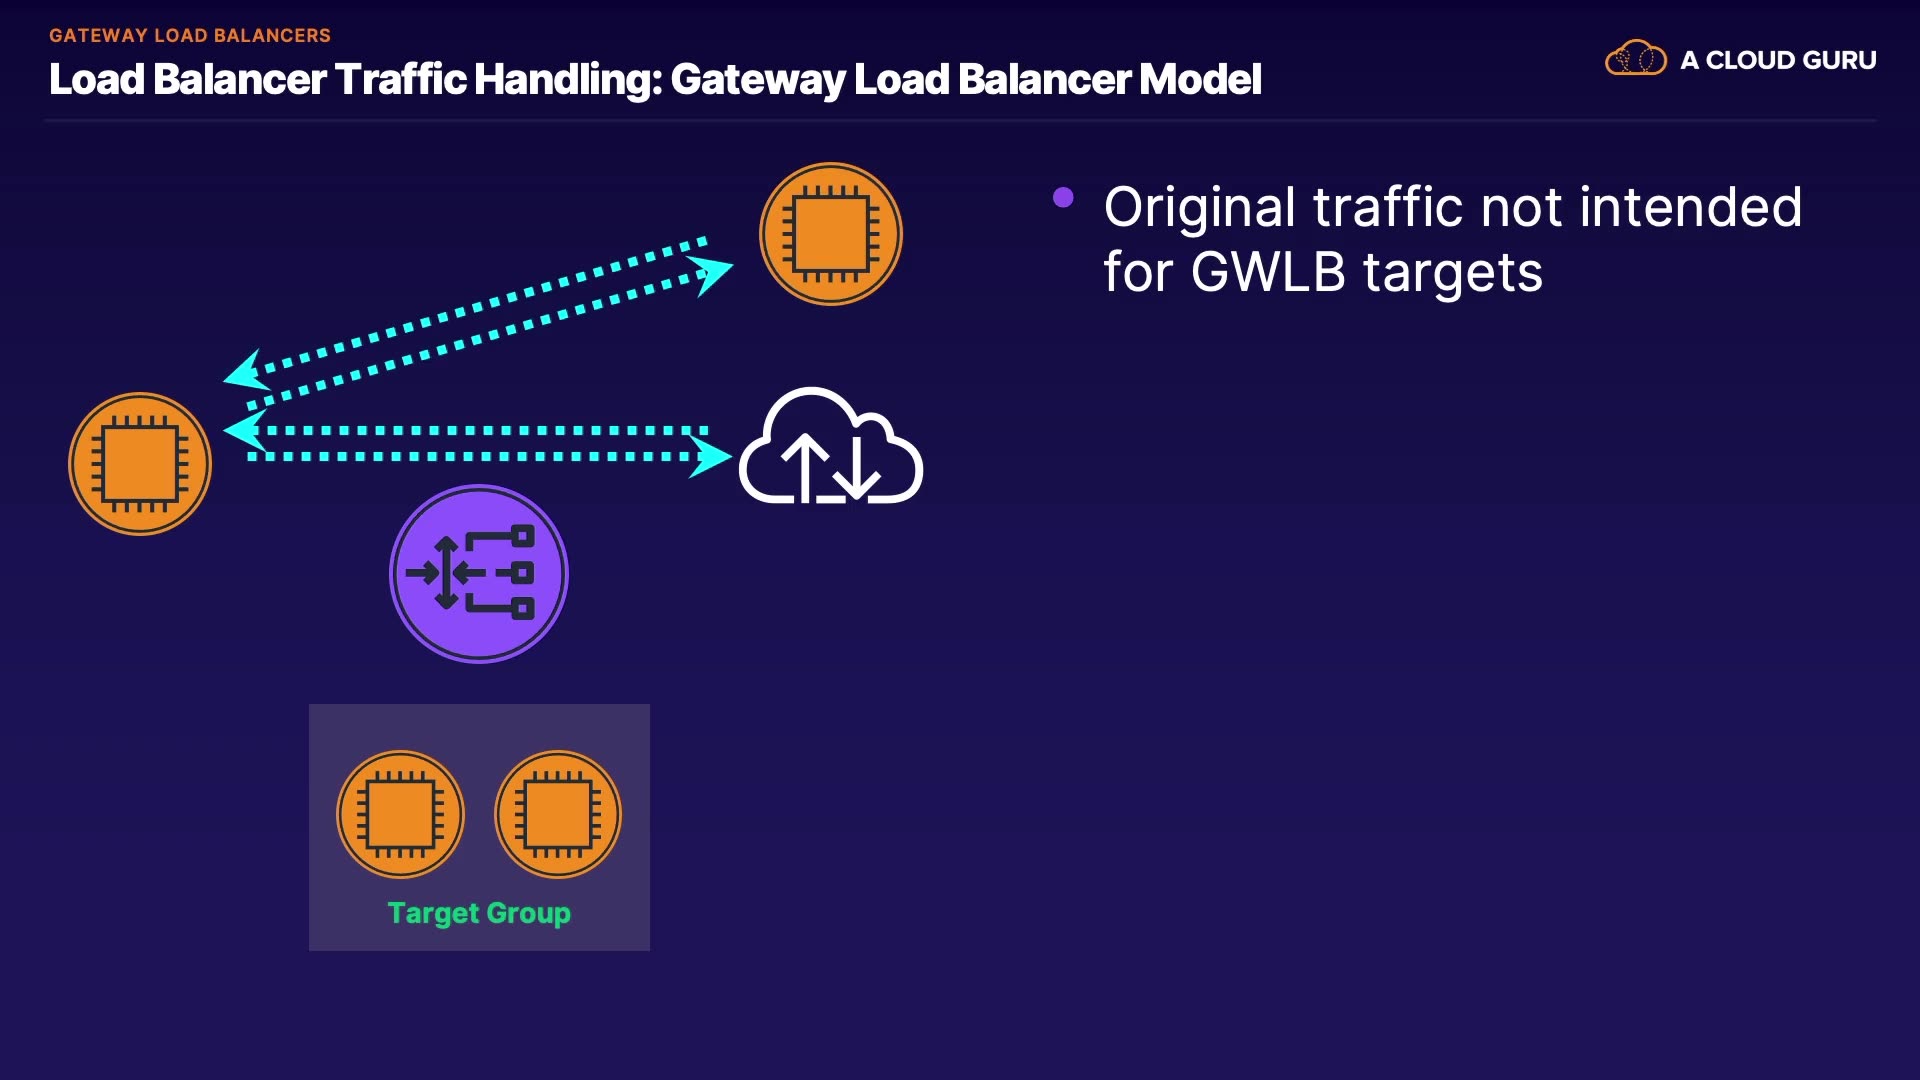 GATEWAY LOAD BALANCERS
Load Balancer Traffic Handling: Gateway Load Balancer Model
A CLOUD GURU
Original traffic not intended
for GWLB targets
Target Group